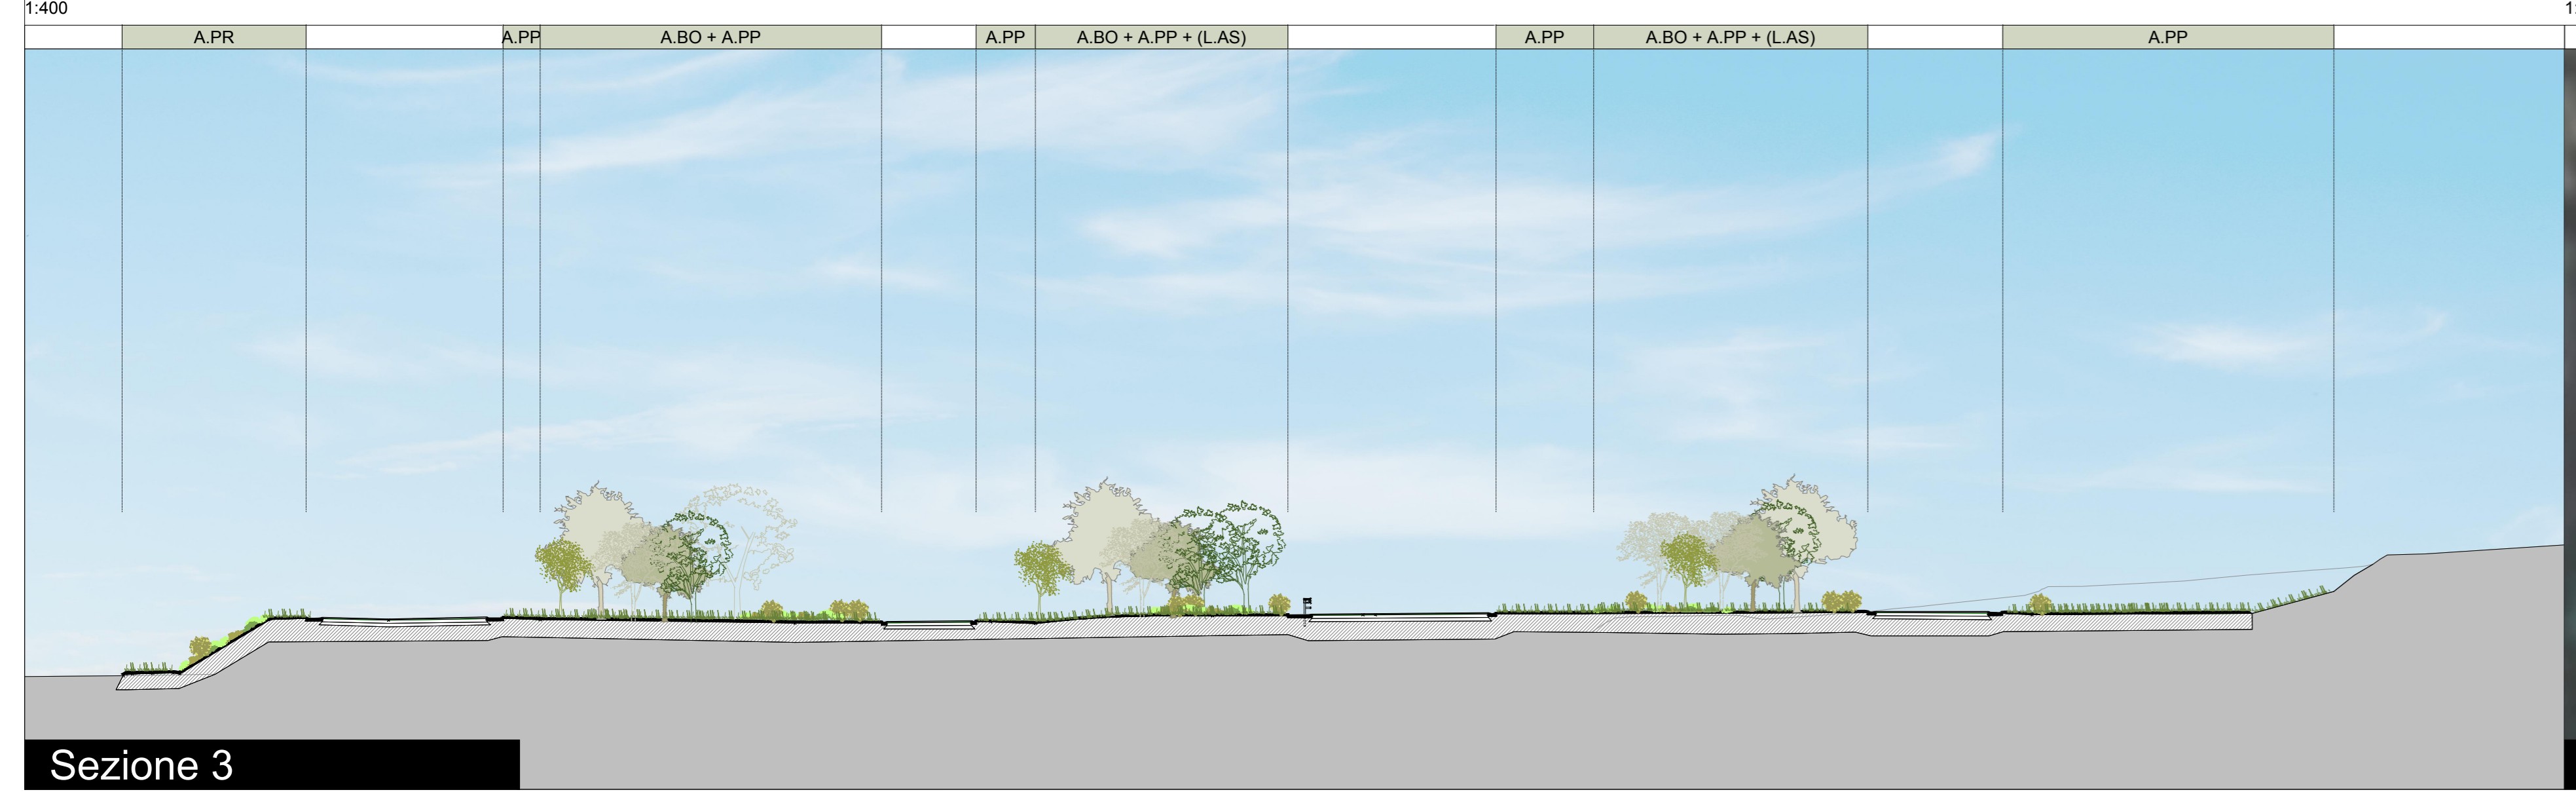 1:400
A.PR A.PP A.BO + A.PP A.PP A.BO + A.PP + (L.AS) A.PP A.BO + A.PP + (L.AS) A.PP
Sezione 3